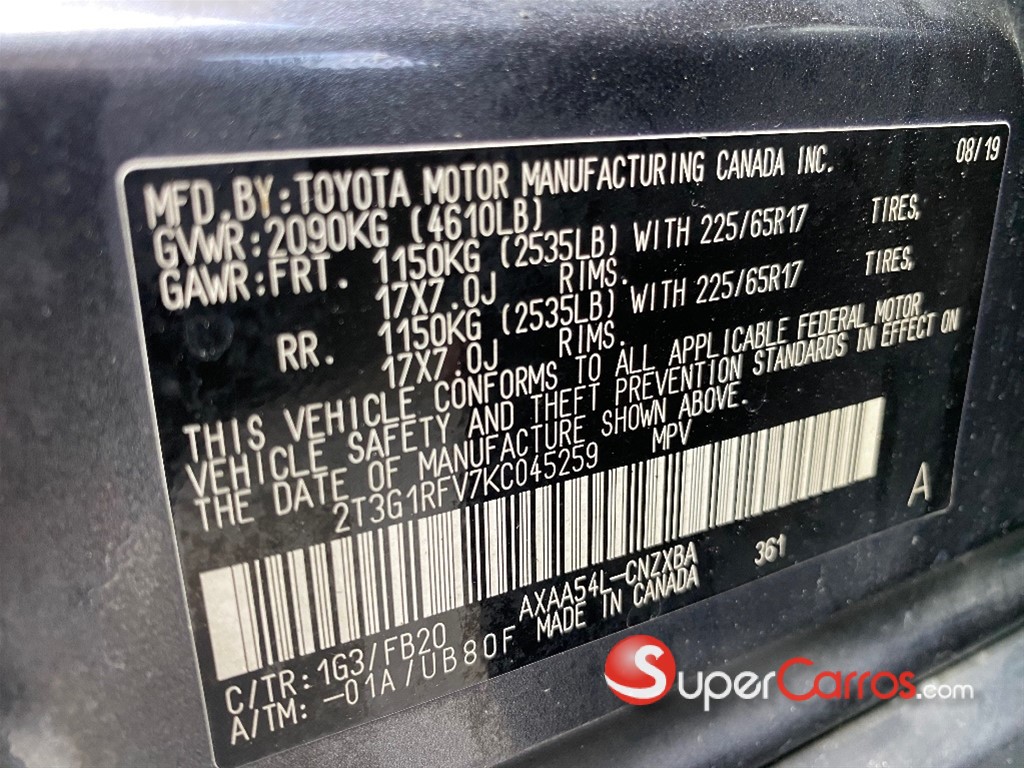 08/19
MFD.BY:TOYOTA MOTOR MANUFACTURING CANADA INC.
GVWR:2090KG (4610LB)
GAWR:FRT. 1150KG (2535LB) WITH 225/65R17 TIRES,
17X7.0J RIMS.
RR. 1150KG (2535LB) WITH 225/65R17 TIRES,
17X7.0J RIMS.
THIS VEHICLE CONFORMS TO ALL APPLICABLE FEDERAL MOTOR
VEHICLE SAFETY AND THEFT PREVENTION STANDARDS IN EFFECT ON
THE DATE OF MANUFACTURE SHOWN ABOVE.
2T3G1RFV7KC045259 MPV
A
C/TR: 1G3/FB20 AXAA54L-CNZXBA 361
A/TM: -01A/UB80F MADE IN CANADA
SuperCarros.com